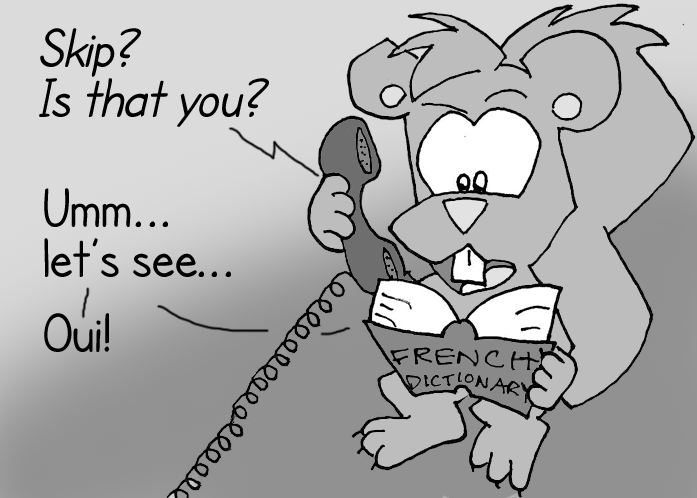 Skip?
Is that you?
Umm...
let's see...
Oui!
FRENCH
DICTIONARY